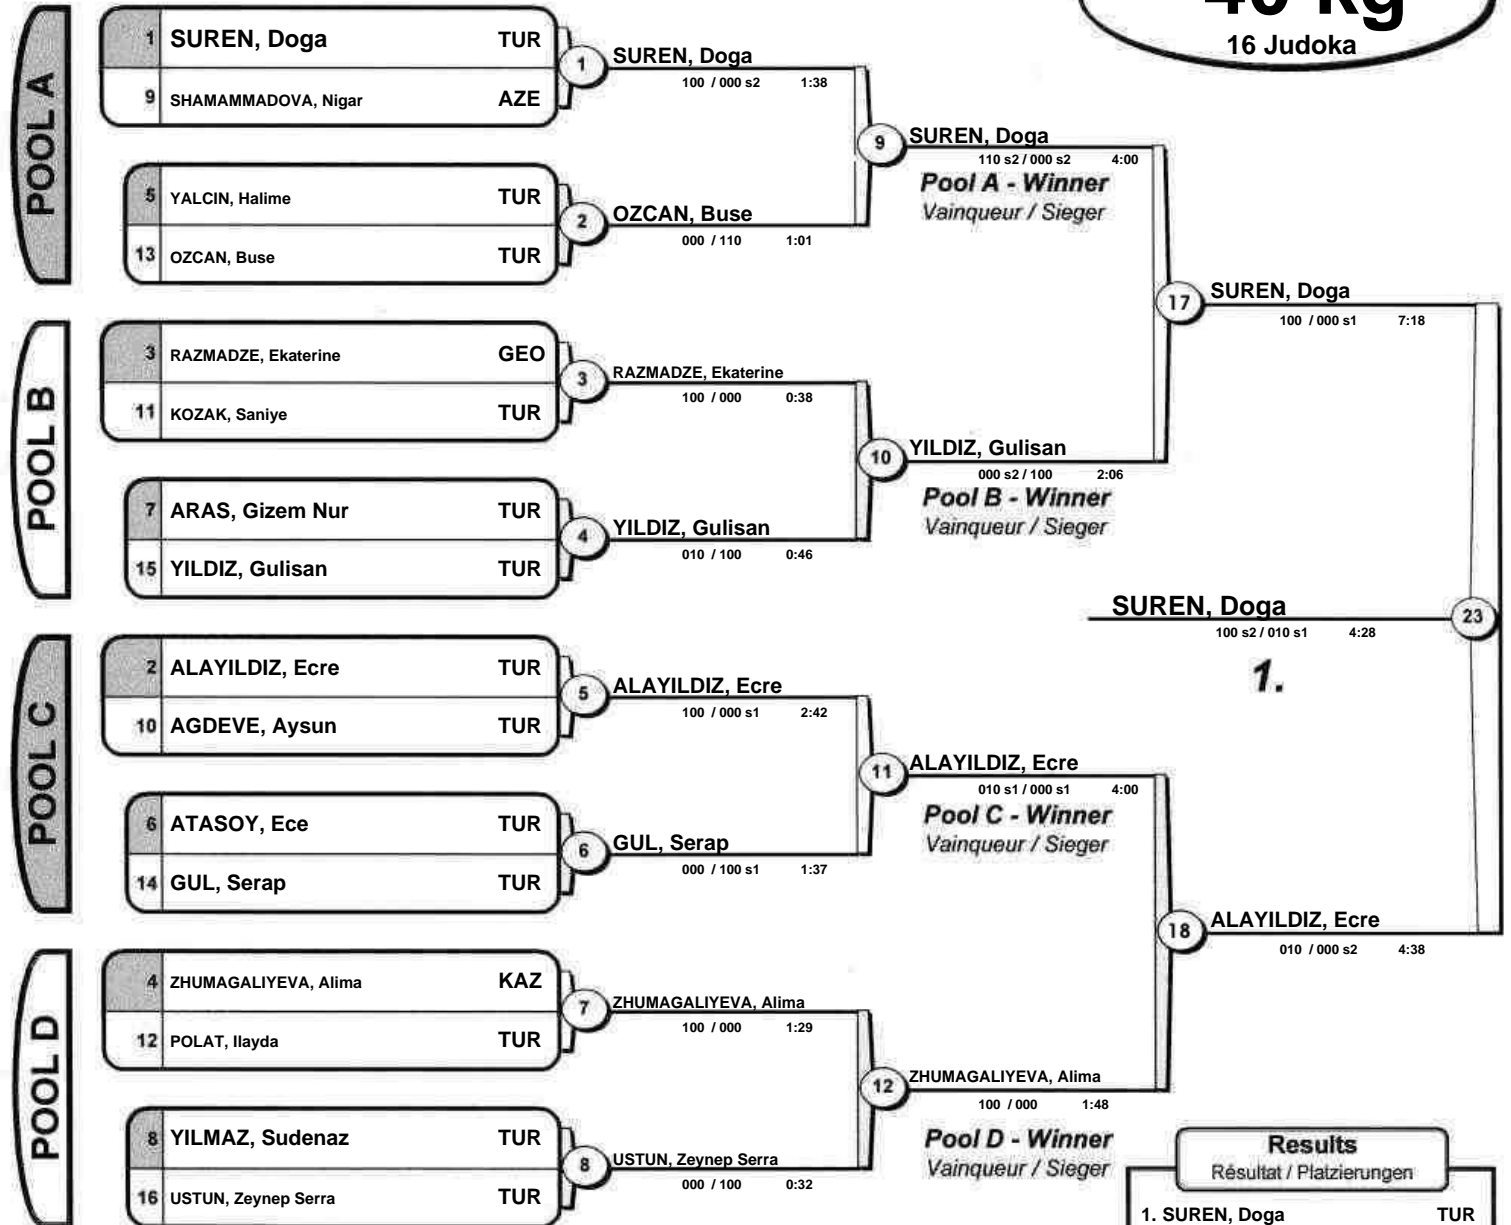 40 kg
16 Judoka
POOL A
1 SUREN, Doga TUR
9 SHAMAMMADOVA, Nigar AZE
1
SUREN, Doga
100 / 000 s2 1:38
5 YALCIN, Halime TUR
13 OZCAN, Buse TUR
2
OZCAN, Buse
000 / 110 1:01
9
SUREN, Doga
110 s2 / 000 s2 4:00
Pool A - Winner
Vainqueur / Sieger
POOL B
3 RAZMADZE, Ekaterine GEO
11 KOZAK, Saniye TUR
3
RAZMADZE, Ekaterine
100 / 000 0:38
7 ARAS, Gizem Nur TUR
15 YILDIZ, Gulisan TUR
4
YILDIZ, Gulisan
010 / 100 0:46
10
YILDIZ, Gulisan
000 s2 / 100 2:06
Pool B - Winner
Vainqueur / Sieger
17
SUREN, Doga
100 / 000 s1 7:18
POOL C
2 ALAYILDIZ, Ecre TUR
10 AGDEVE, Aysun TUR
5
ALAYILDIZ, Ecre
100 / 000 s1 2:42
6 ATASOY, Ece TUR
14 GUL, Serap TUR
6
GUL, Serap
000 / 100 s1 1:37
11
ALAYILDIZ, Ecre
010 s1 / 000 s1 4:00
Pool C - Winner
Vainqueur / Sieger
POOL D
4 ZHUMAGALIYEVA, Alima KAZ
12 POLAT, Ilayda TUR
7
ZHUMAGALIYEVA, Alima
100 / 000 1:29
8 YILMAZ, Sudenaz TUR
16 USTUN, Zeynep Serra TUR
8
USTUN, Zeynep Serra
000 / 100 0:32
12
ZHUMAGALIYEVA, Alima
100 / 000 1:48
Pool D - Winner
Vainqueur / Sieger
18
ALAYILDIZ, Ecre
010 / 000 s2 4:38
23
SUREN, Doga
100 s2 / 010 s1 4:28
1.
Results
Résultat / Platzierungen
1. SUREN, Doga TUR